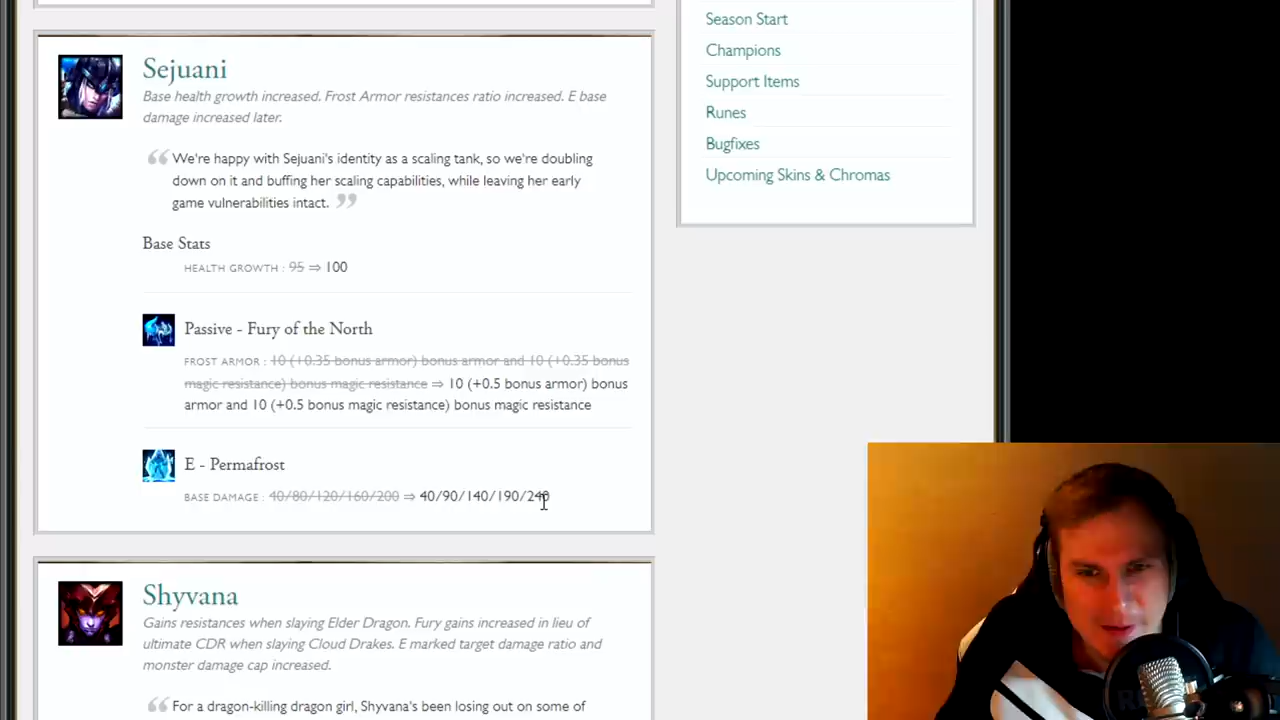 Sejuani
Base health growth increased. Frost Armor resistances ratio increased. E base
damage increased later.
“ We're happy with Sejuani's identity as a scaling tank, so we're doubling
down on it and buffing her scaling capabilities, while leaving her early
game vulnerabilities intact. ”
Base Stats
HEALTH GROWTH : 95 ⇒ 100
Passive - Fury of the North
FROST ARMOR : 10 (+0.35 bonus armor) bonus armor and 10 (+0.35 bonus
magic resistance) bonus magic resistance ⇒ 10 (+0.5 bonus armor) bonus
armor and 10 (+0.5 bonus magic resistance) bonus magic resistance
E - Permafrost
BASE DAMAGE : 40/80/120/160/200 ⇒ 40/90/140/190/240
Shyvana
Gains resistances when slaying Elder Dragon. Fury gains increased in lieu of
ultimate CDR when slaying Cloud Drakes. E marked target damage ratio and
monster damage cap increased.
“ For a dragon-killing dragon girl, Shyvana's been losing out on some of
Season Start
Champions
Support Items
Runes
Bugfixes
Upcoming Skins & Chromas